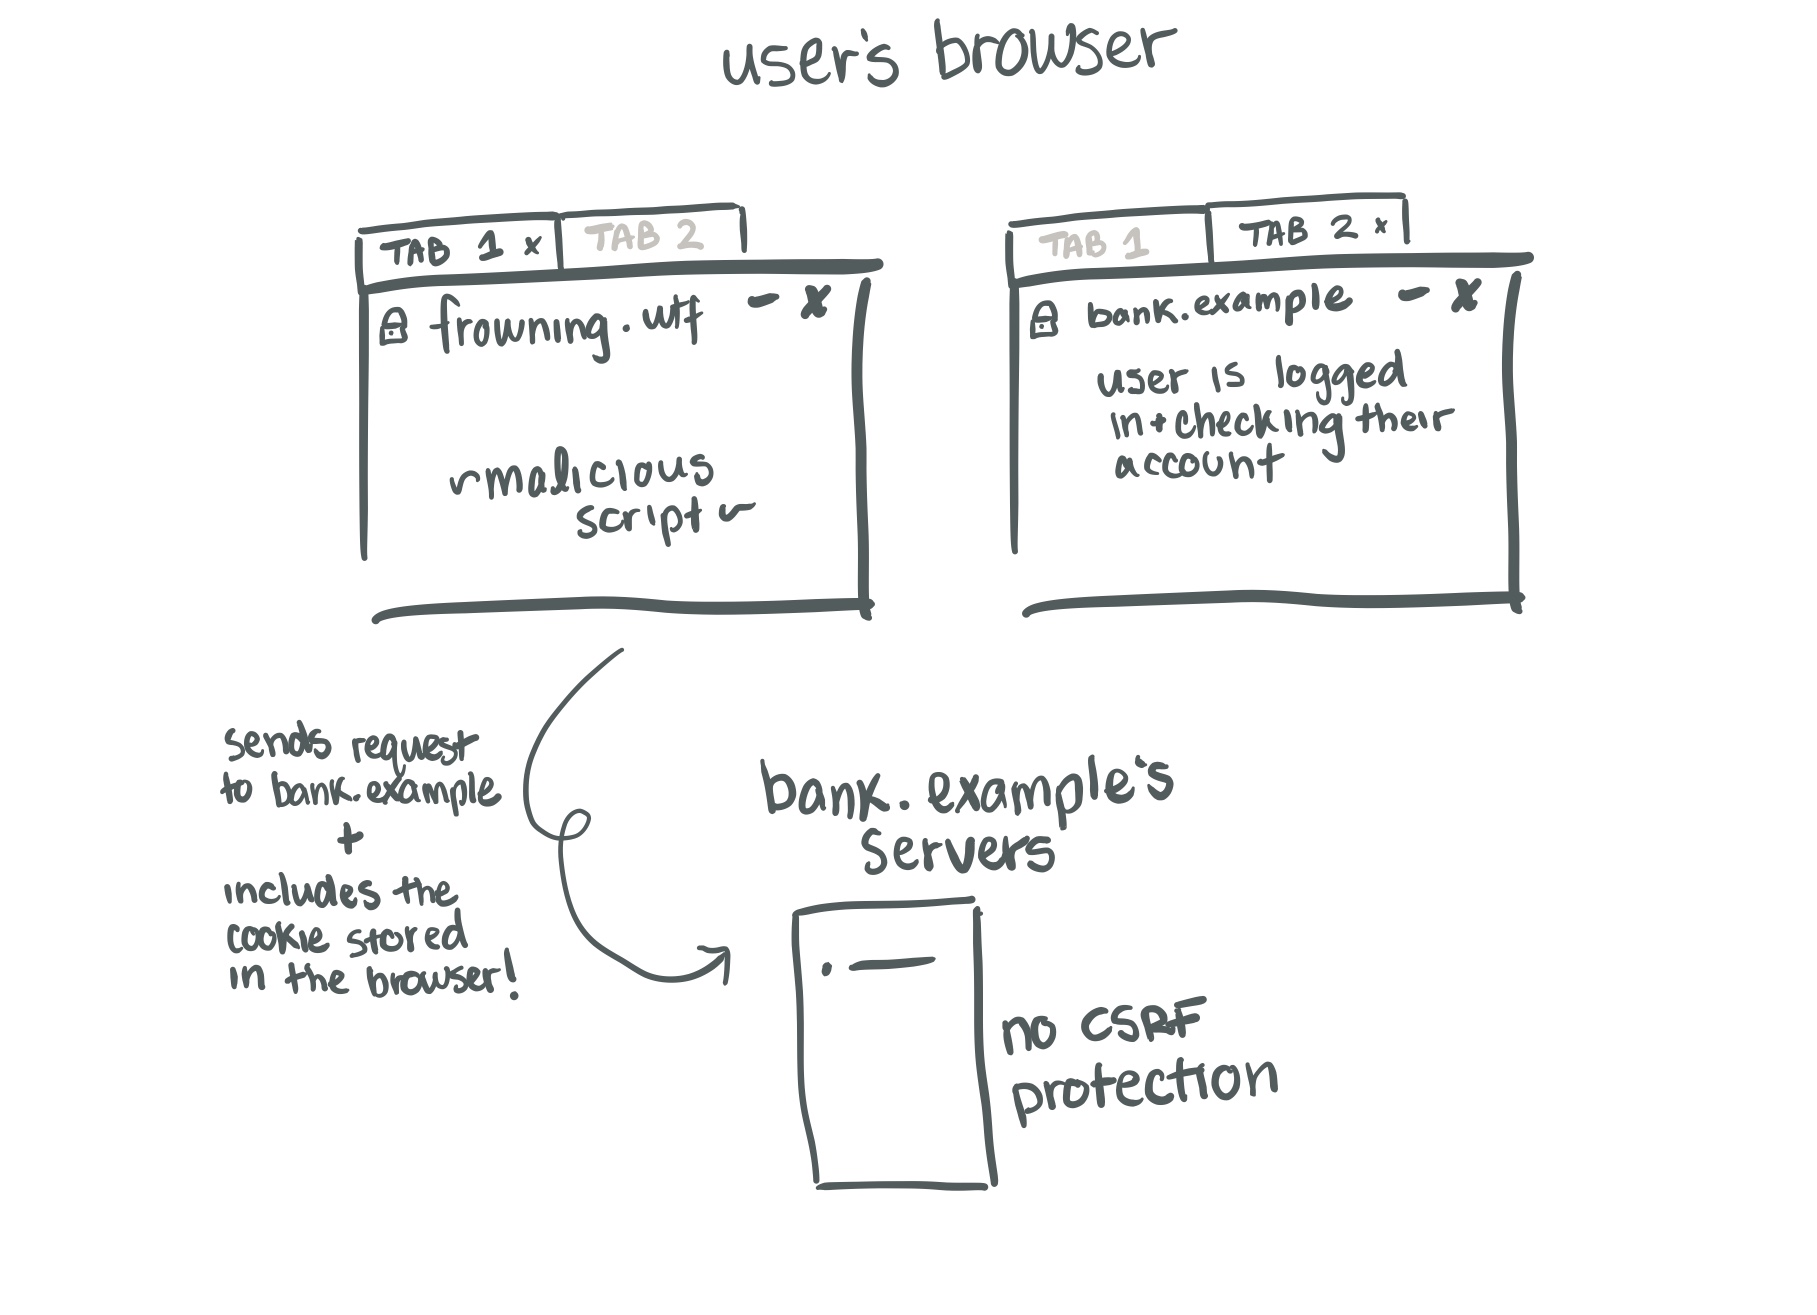 user's browser
TAB 1 x TAB 2
frowning.wtf - x
~malicious
script~
TAB 1 TAB 2 x
bank.example - x
user is logged
in + checking their
account
sends request
to bank.example
+
includes the
cookie stored
in the browser!
bank.example's
servers
no CSRF
protection